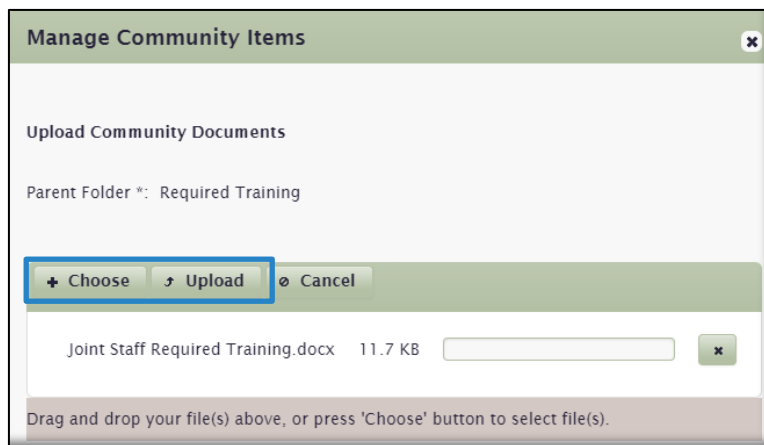 Manage Community Items
Upload Community Documents
Parent Folder *: Required Training
Choose Upload Cancel
Joint Staff Required Training.docx 11.7 KB
Drag and drop your file(s) above, or press 'Choose' button to select file(s).